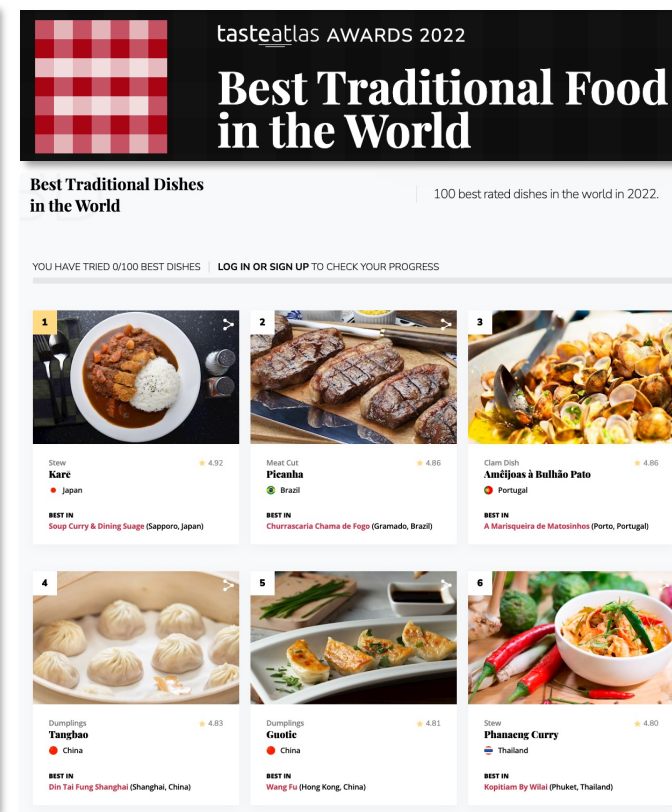 tasteatlas AWARDS 2022
Best Traditional Food
in the World
Best Traditional Dishes
in the World
100 best rated dishes in the world in 2022.
YOU HAVE TRIED 0/100 BEST DISHES LOG IN OR SIGN UP TO CHECK YOUR PROGRESS
1
Stew 4.92
Karē
Japan
BEST IN
Soup Curry & Dining Suage (Sapporo, Japan)
2
Meat Cut 4.86
Picanha
Brazil
BEST IN
Churrascaria Chama de Fogo (Gramado, Brazil)
3
Clam Dish 4.86
Amêijoas à Bulhão Pato
Portugal
BEST IN
A Marisqueira de Matosinhos (Porto, Portugal)
4
Dumplings 4.83
Tangbao
China
BEST IN
Din Tai Fung Shanghai (Shanghai, China)
5
Dumplings 4.81
Guotie
China
BEST IN
Wang Fu (Hong Kong, China)
6
Stew 4.80
Phanaeng Curry
Thailand
BEST IN
Kopitiam By Wilai (Phuket, Thailand)